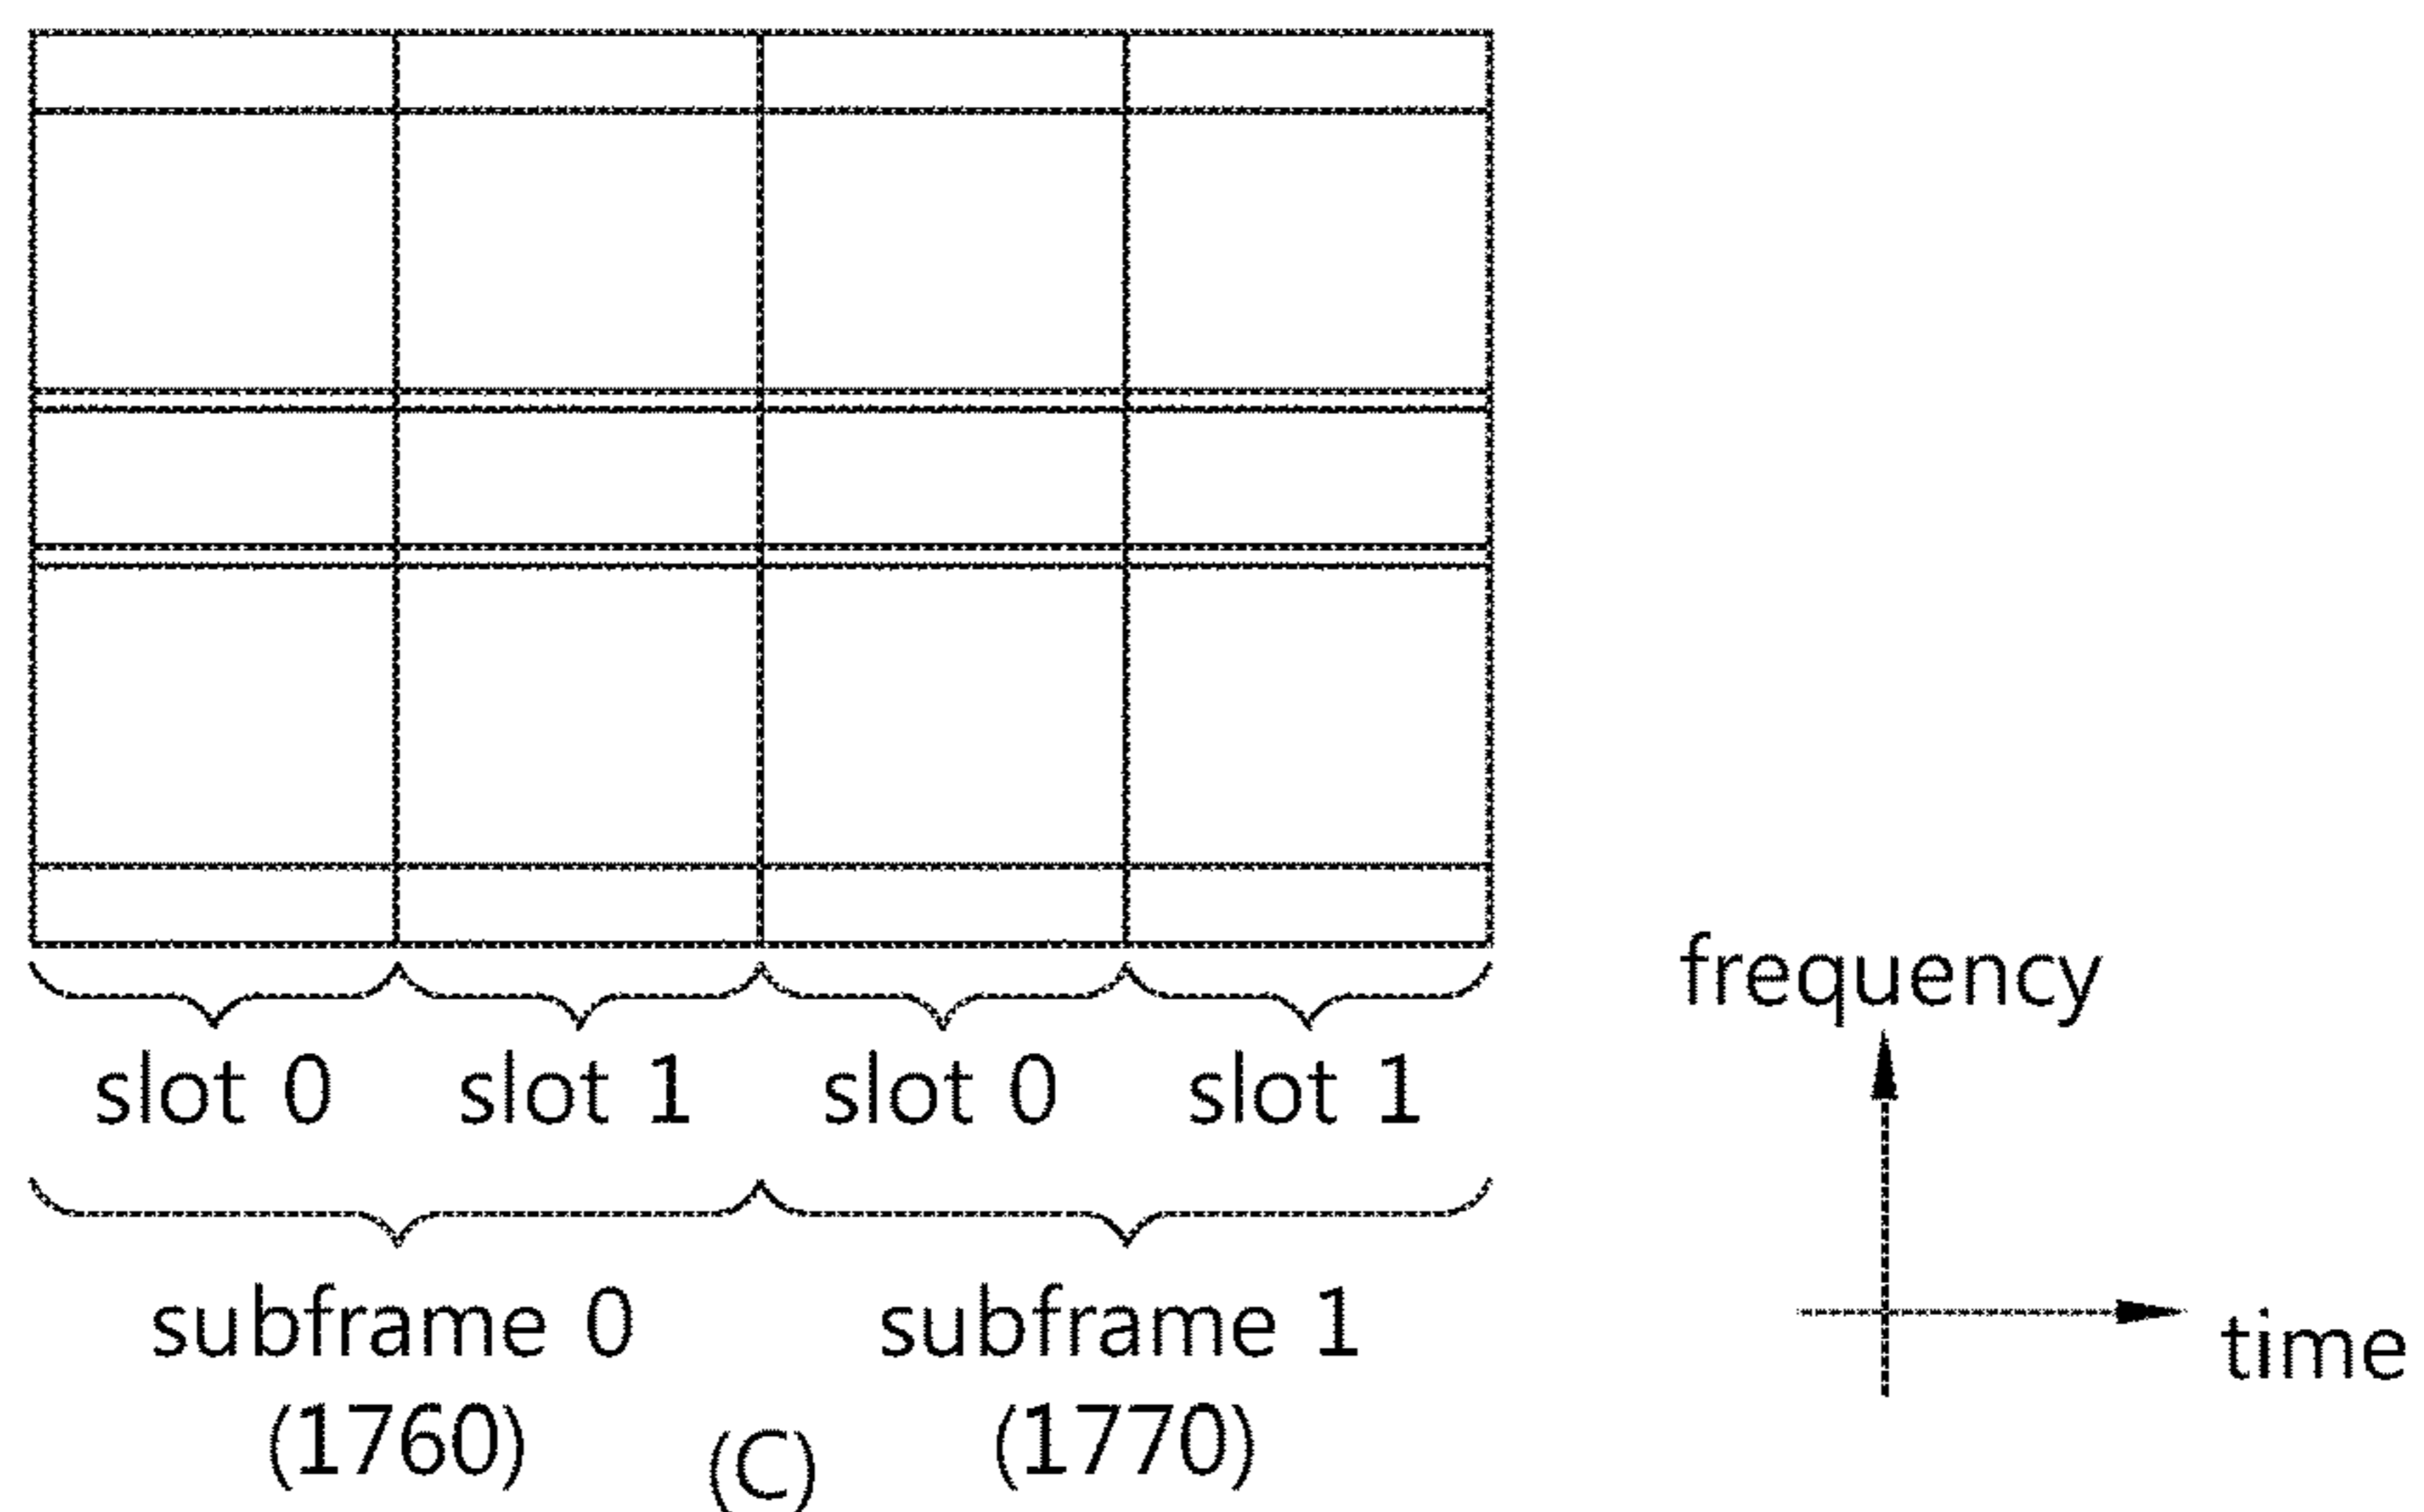 frequency
slot 0 slot 1 slot 0 slot 1
subframe 0 subframe 1
time
(1760) (1770)
(C)